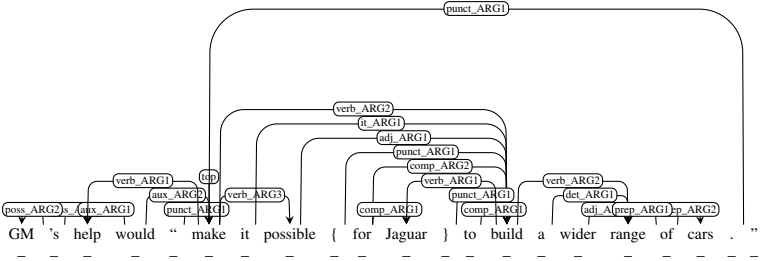 punct_ARG1
verb_ARG2
it_ARG1
adj_ARG1
punct_ARG1
comp_ARG2
verb_ARG1 top verb_ARG1 verb_ARG2
aux_ARG2 verb_ARG3 punct_ARG1 det_ARG1
poss_ARG2 aux_ARG1 punct_ARG1 comp_ARG1 comp_ARG1 prep_ARG1
GM 's help would “ make it possible { for Jaguar } to build a wider range of cars . ”
_ _ _ _ _ _ _ _ _ _ _ _ _ _ _ _ _ _ _ _ _